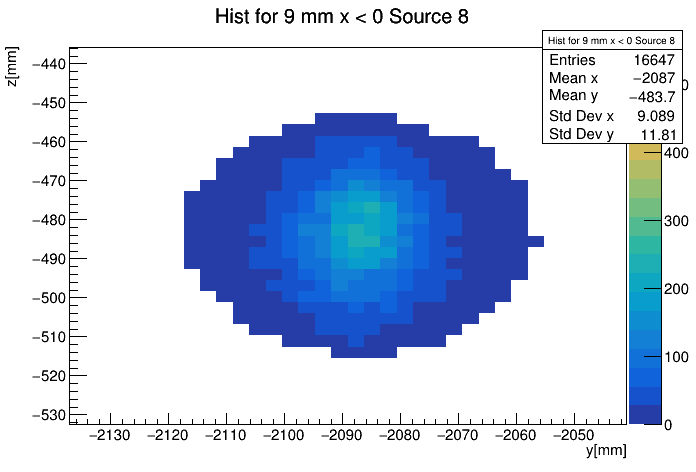 Hist for 9 mm x < 0 Source 8
z[mm]
Hist for 9 mm x < 0 Source 8
Entries 16647
Mean x −2087
Mean y −483.7
Std Dev x 9.089
Std Dev y 11.81
−440
−450
−460
−470
−480
−490
−500
−510
−520
−530
0
400
300
200
100
0
−2130 −2120 −2110 −2100 −2090 −2080 −2070 −2060 −2050
y[mm]